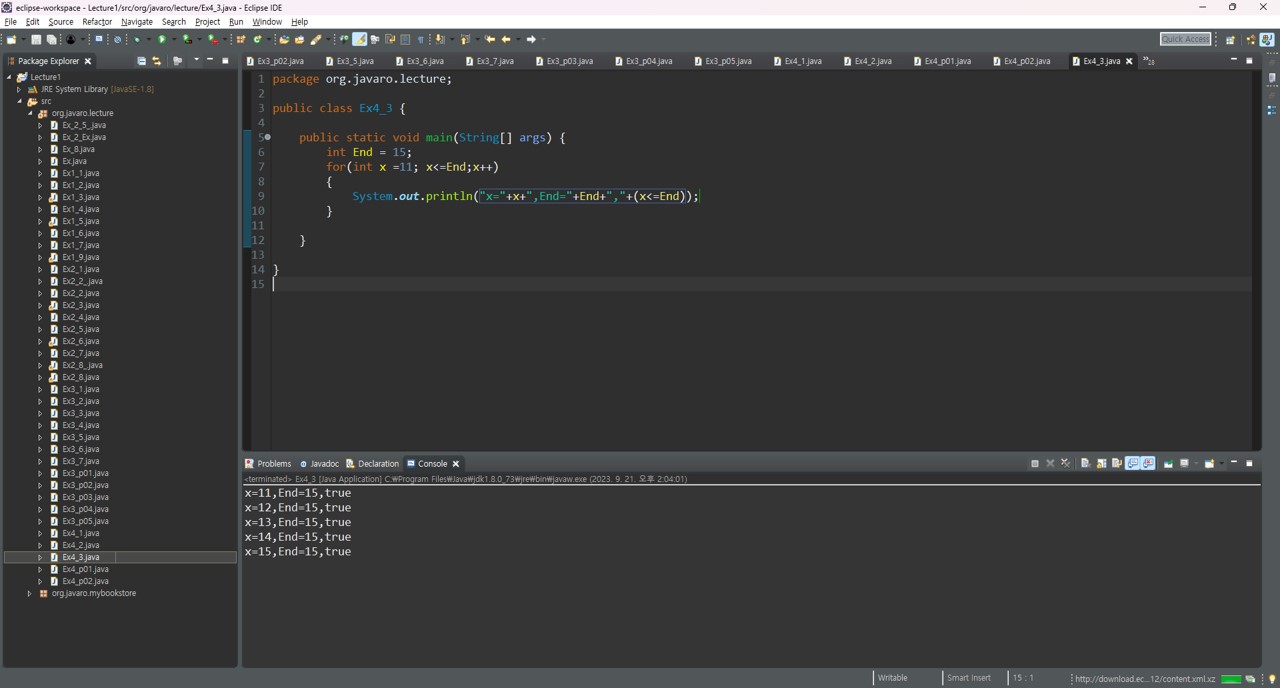 eclipse-workspace - Lecture1/src/org/javaro/lecture/Ex4_3.java - Eclipse IDE
File Edit Source Refactor Navigate Search Project Run Window Help
Quick Access
Package Explorer
Ex3_p02.java Ex3_5.java Ex3_6.java Ex3_7.java Ex3_p03.java Ex3_p04.java Ex3_p05.java Ex4_1.java Ex4_2.java Ex4_p01.java Ex4_p02.java Ex4_3.java »28
Lecture1
JRE System Library [JavaSE-1.8]
src
org.javaro.lecture
Ex_2_5_.java
Ex_2_Ex.java
Ex_8.java
Ex.java
Ex1_1.java
Ex1_2.java
Ex1_3.java
Ex1_4.java
Ex1_5.java
Ex1_6.java
Ex1_7.java
Ex1_9.java
Ex2_1.java
Ex2_2_.java
Ex2_2.java
Ex2_3.java
Ex2_4.java
Ex2_5.java
Ex2_6.java
Ex2_7.java
Ex2_8_.java
Ex2_8.java
Ex3_1.java
Ex3_2.java
Ex3_3.java
Ex3_4.java
Ex3_5.java
Ex3_6.java
Ex3_7.java
Ex3_p01.java
Ex3_p02.java
Ex3_p03.java
Ex3_p04.java
Ex3_p05.java
Ex4_1.java
Ex4_2.java
Ex4_3.java
Ex4_p01.java
Ex4_p02.java
org.javaro.mybookstore
1 package org.javaro.lecture;
2
3 public class Ex4_3 {
4
5 public static void main(String[] args) {
6 int End = 15;
7 for(int x =11; x<=End;x++)
8 {
9 System.out.println("x="+x+",End="+End+","+(x<=End));
10 }
11
12 }
13
14 }
15
Problems Javadoc Declaration Console
<terminated> Ex4_3 [Java Application] C:₩Program Files₩Java₩jdk1.8.0_73₩jre₩bin₩javaw.exe (2023. 9. 21. 오후 2:04:01)
x=11,End=15,true
x=12,End=15,true
x=13,End=15,true
x=14,End=15,true
x=15,End=15,true
Writable Smart Insert 15 : 1 http://download.ec...12/content.xml.xz